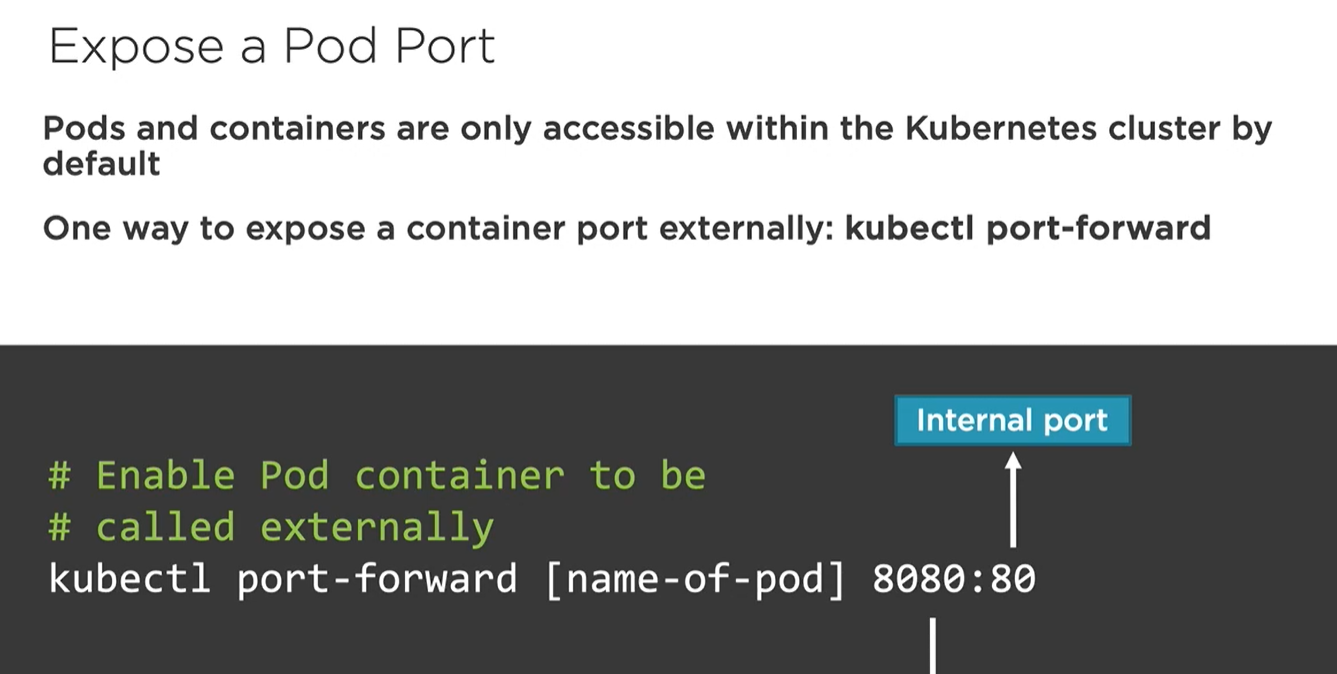 Expose a Pod Port
Pods and containers are only accessible within the Kubernetes cluster by
default
One way to expose a container port externally: kubectl port-forward
Internal port
# Enable Pod container to be
# called externally
kubectl port-forward [name-of-pod] 8080:80